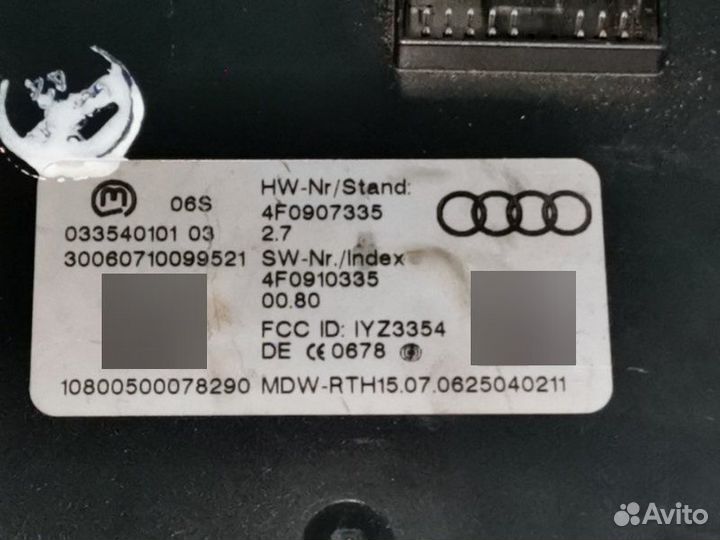 06S
033540101 03
30060710099521
10800500078290
HW-Nr/Stand:
4F0907335
2.7
SW-Nr./Index
4F0910335
00.80
FCC ID: IYZ3354
DE CE 0678
MDW-RTH15.07.0625040211
Avito